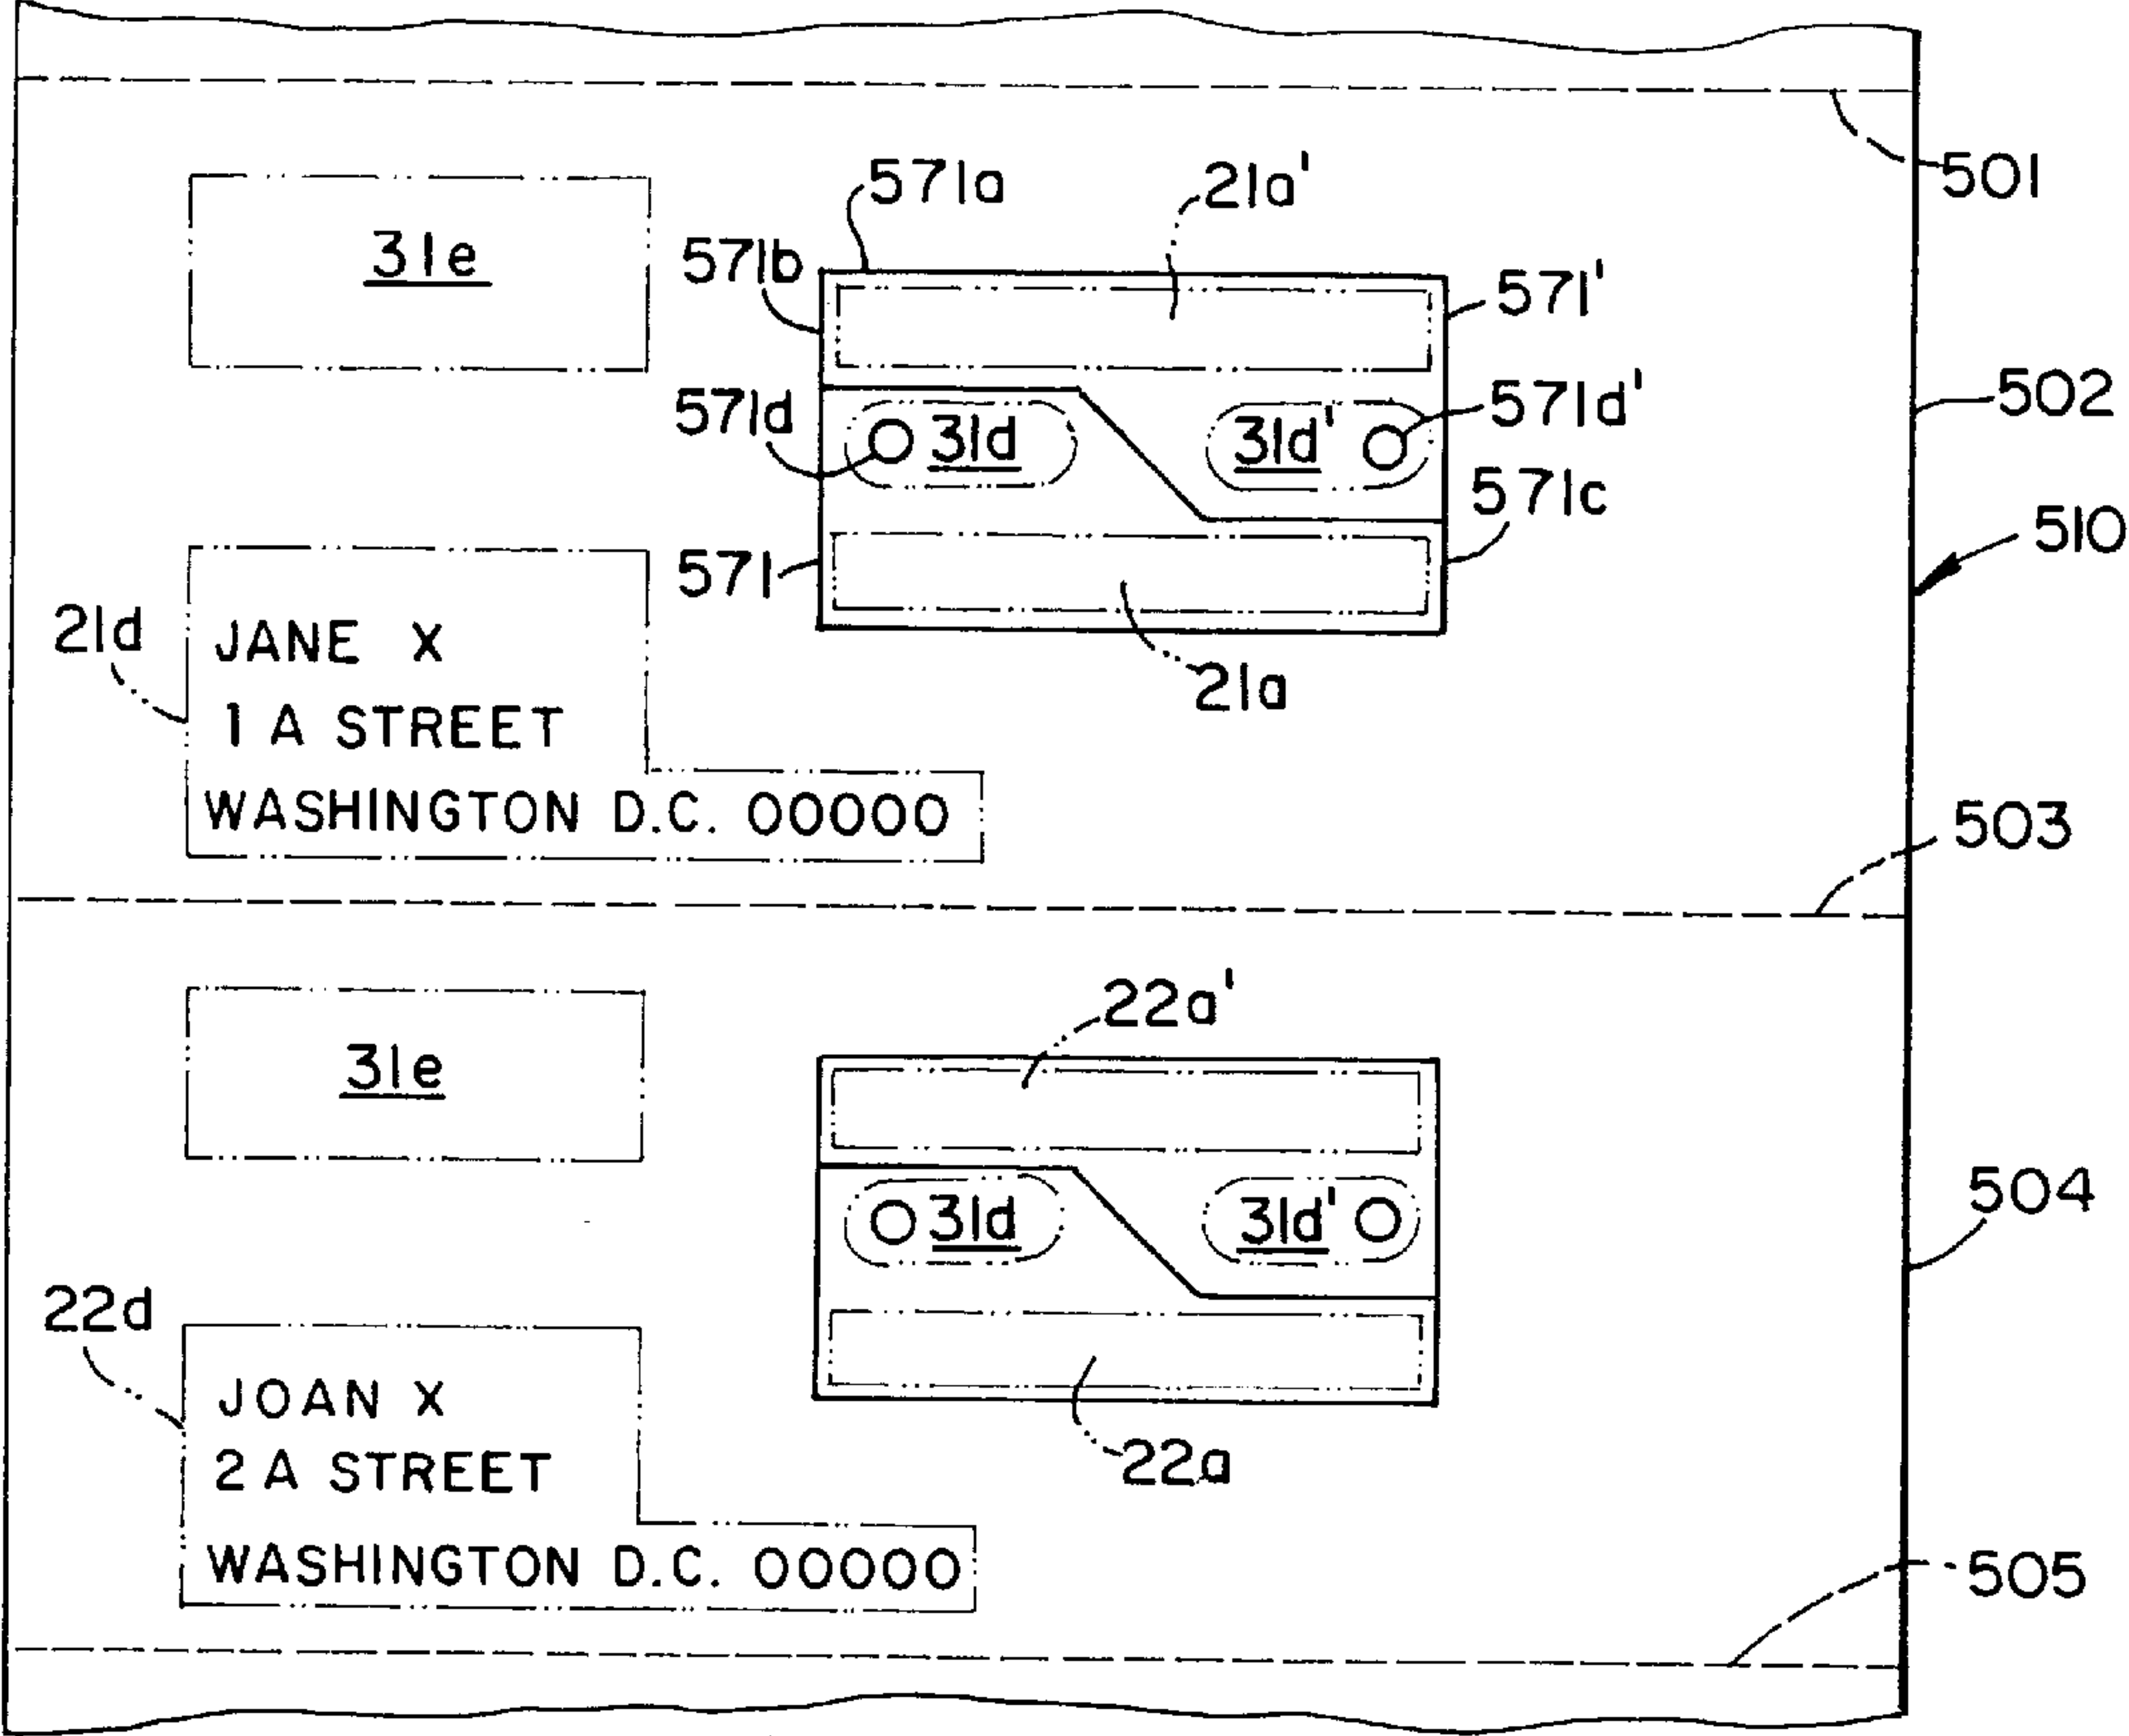 501
571a
21a'
31e
571b
571'
571d
31d
31d'
571d'
502
571c
510
571
21d
JANE X
1 A STREET
WASHINGTON D.C. 00000
21a
503
22a'
31e
31d
31d'
504
22d
JOAN X
2 A STREET
WASHINGTON D.C. 00000
22a
505